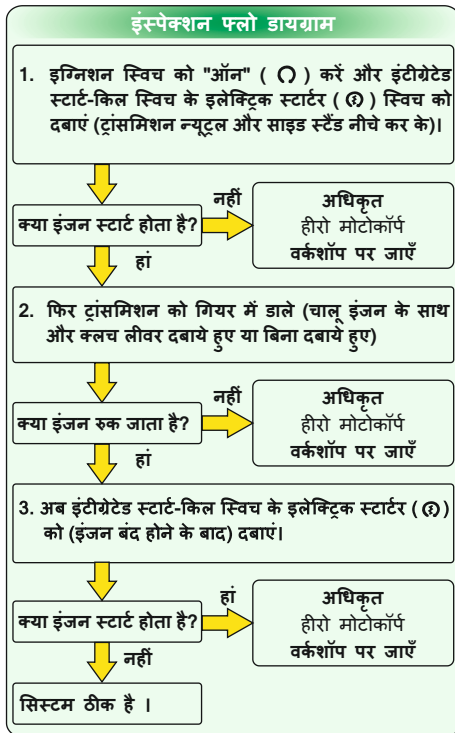 इंस्पेक्शन फ्लो डायग्राम
1. इग्निशन स्विच को "ऑन" ( ) करें और इंटीग्रेटेड
स्टार्ट-किल स्विच के इलेक्ट्रिक स्टार्टर ( ) स्विच को
दबाएं (ट्रांसमिशन न्यूट्रल और साइड स्टैंड नीचे कर के)।
नहीं
क्या इंजन स्टार्ट होता है?
अधिकृत
हीरो मोटोकॉर्प
वर्कशॉप पर जाएँ
हां
2. फिर ट्रांसमिशन को गियर में डाले (चालू इंजन के साथ
और क्लच लीवर दबाये हुए या बिना दबाये हुए)
नहीं
क्या इंजन रुक जाता है?
अधिकृत
हीरो मोटोकॉर्प
वर्कशॉप पर जाएँ
हां
3. अब इंटीग्रेटेड स्टार्ट-किल स्विच के इलेक्ट्रिक स्टार्टर ( )
को (इंजन बंद होने के बाद) दबाएं।
हां
क्या इंजन स्टार्ट होता है?
अधिकृत
हीरो मोटोकॉर्प
वर्कशॉप पर जाएँ
नहीं
सिस्टम ठीक है ।